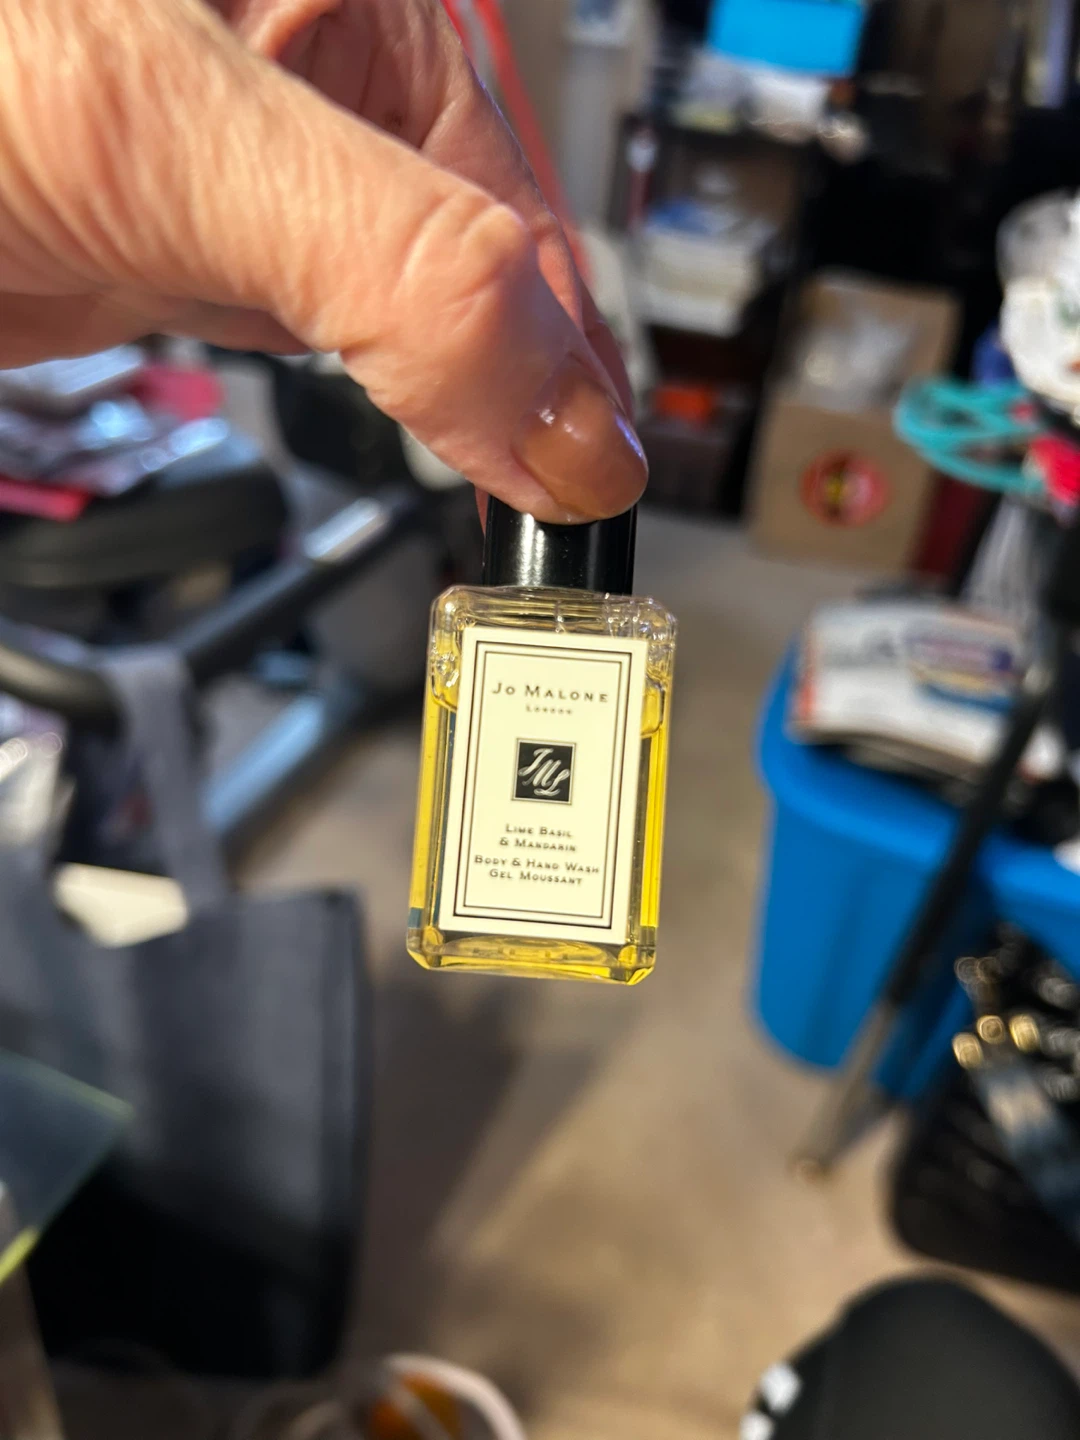 Jo Malone
London
JML
Lime Basil
& Mandarin
Body & Hand Wash
Gel Moussant